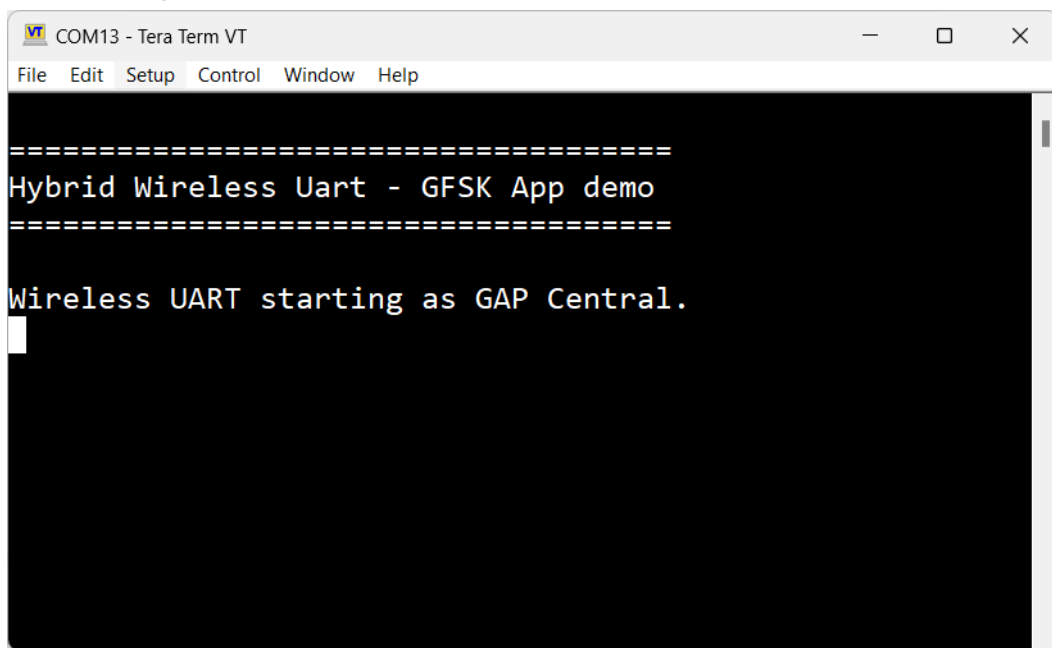 COM13 - Tera Term VT
File Edit Setup Control Window Help
=====================================
Hybrid Wireless Uart - GFSK App demo
=====================================
Wireless UART starting as GAP Central.